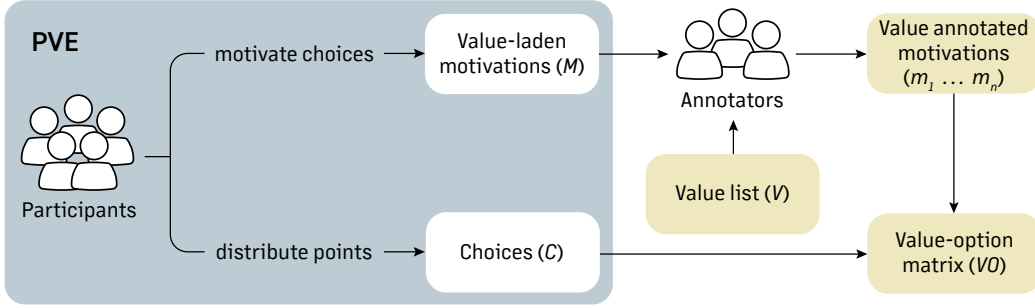 PVE
Participants
motivate choices
distribute points
Value-laden
motivations (M)
Choices (C)
Annotators
Value list (V)
Value annotated
motivations
(m1 ... mn)
Value-option
matrix (VO)